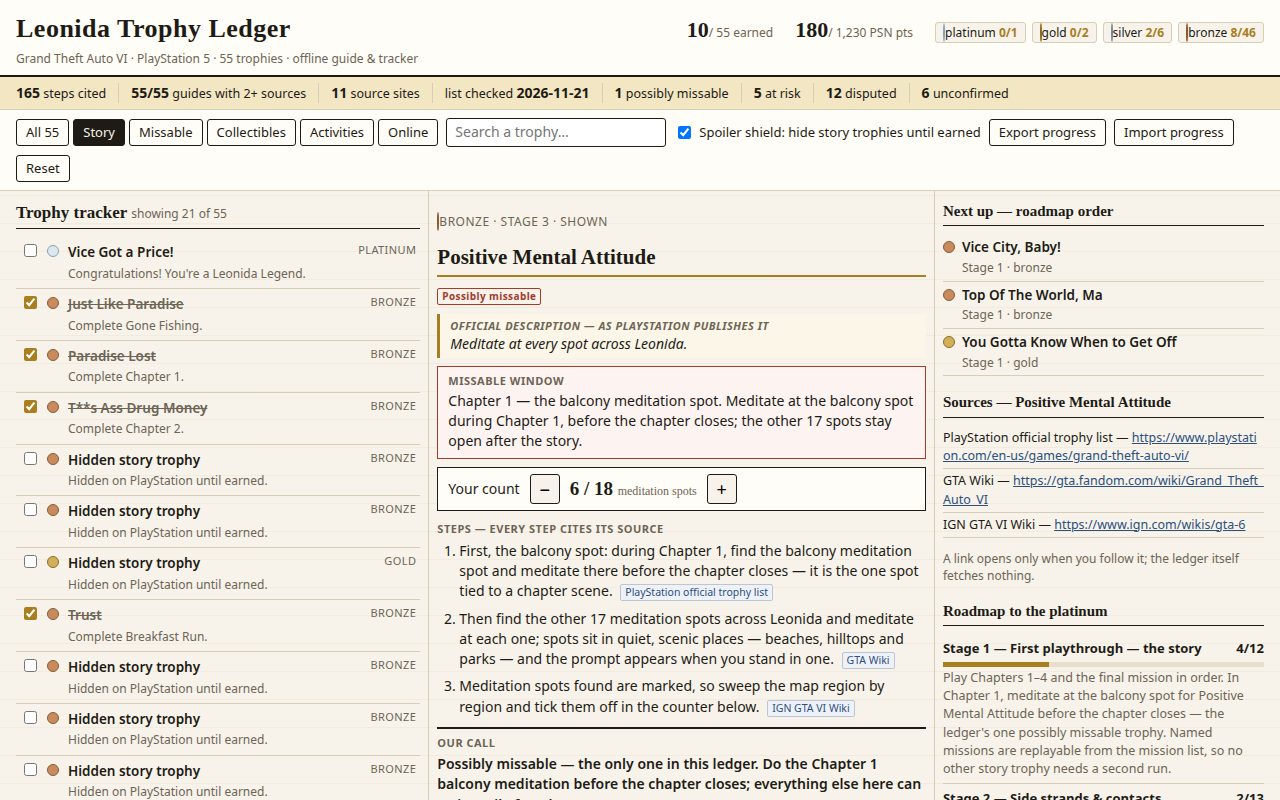 Leonida Trophy Ledger
Grand Theft Auto VI · PlayStation 5 · 55 trophies · offline guide & tracker
10/ 55 earned
180/ 1,230 PSN pts
platinum 0/1
gold 0/2
silver 2/6
bronze 8/46
165 steps cited
55/55 guides with 2+ sources
11 source sites
list checked 2026-11-21
1 possibly missable
5 at risk
12 disputed
6 unconfirmed
All 55
Story
Missable
Collectibles
Activities
Online
Search a trophy...
Spoiler shield: hide story trophies until earned
Export progress
Import progress
Reset
Trophy tracker showing 21 of 55
Vice Got a Price!
PLATINUM
Congratulations! You're a Leonida Legend.
Just Like Paradise
BRONZE
Complete Gone Fishing.
Paradise Lost
BRONZE
Complete Chapter 1.
T**s Ass Drug Money
BRONZE
Complete Chapter 2.
Hidden story trophy
BRONZE
Hidden on PlayStation until earned.
Hidden story trophy
BRONZE
Hidden on PlayStation until earned.
Hidden story trophy
GOLD
Hidden on PlayStation until earned.
Trust
BRONZE
Complete Breakfast Run.
Hidden story trophy
BRONZE
Hidden on PlayStation until earned.
Hidden story trophy
BRONZE
Hidden on PlayStation until earned.
Hidden story trophy
BRONZE
Hidden on PlayStation until earned.
BRONZE · STAGE 3 · SHOWN
Positive Mental Attitude
Possibly missable
OFFICIAL DESCRIPTION — AS PLAYSTATION PUBLISHES IT
Meditate at every spot across Leonida.
MISSABLE WINDOW
Chapter 1 — the balcony meditation spot. Meditate at the balcony spot
during Chapter 1, before the chapter closes; the other 17 spots stay
open after the story.
Your count − 6 / 18 meditation spots +
STEPS — EVERY STEP CITES ITS SOURCE
1. First, the balcony spot: during Chapter 1, find the balcony meditation
spot and meditate there before the chapter closes — it is the one spot
tied to a chapter scene. PlayStation official trophy list
2. Then find the other 17 meditation spots across Leonida and meditate
at each one; spots sit in quiet, scenic places — beaches, hilltops and
parks — and the prompt appears when you stand in one. GTA Wiki
3. Meditation spots found are marked, so sweep the map region by
region and tick them off in the counter below. IGN GTA VI Wiki
OUR CALL
Possibly missable — the only one in this ledger. Do the Chapter 1
balcony meditation before the chapter closes; everything else here can
Next up — roadmap order
Vice City, Baby!
Stage 1 · bronze
Top Of The World, Ma
Stage 1 · bronze
You Gotta Know When to Get Off
Stage 1 · gold
Sources — Positive Mental Attitude
PlayStation official trophy list — https://www.playstati
on.com/en-us/games/grand-theft-auto-vi/
GTA Wiki — https://gta.fandom.com/wiki/Grand_Theft_
Auto_VI
IGN GTA VI Wiki — https://www.ign.com/wikis/gta-6
A link opens only when you follow it; the ledger itself
fetches nothing.
Roadmap to the platinum
Stage 1 — First playthrough — the story
4/12
Play Chapters 1–4 and the final mission in order. In
Chapter 1, meditate at the balcony spot for Positive
Mental Attitude before the chapter closes — the
ledger's one possibly missable trophy. Named
missions are replayable from the mission list, so no
other story trophy needs a second run.
Stage 2 — Side strands & contacts
2/13